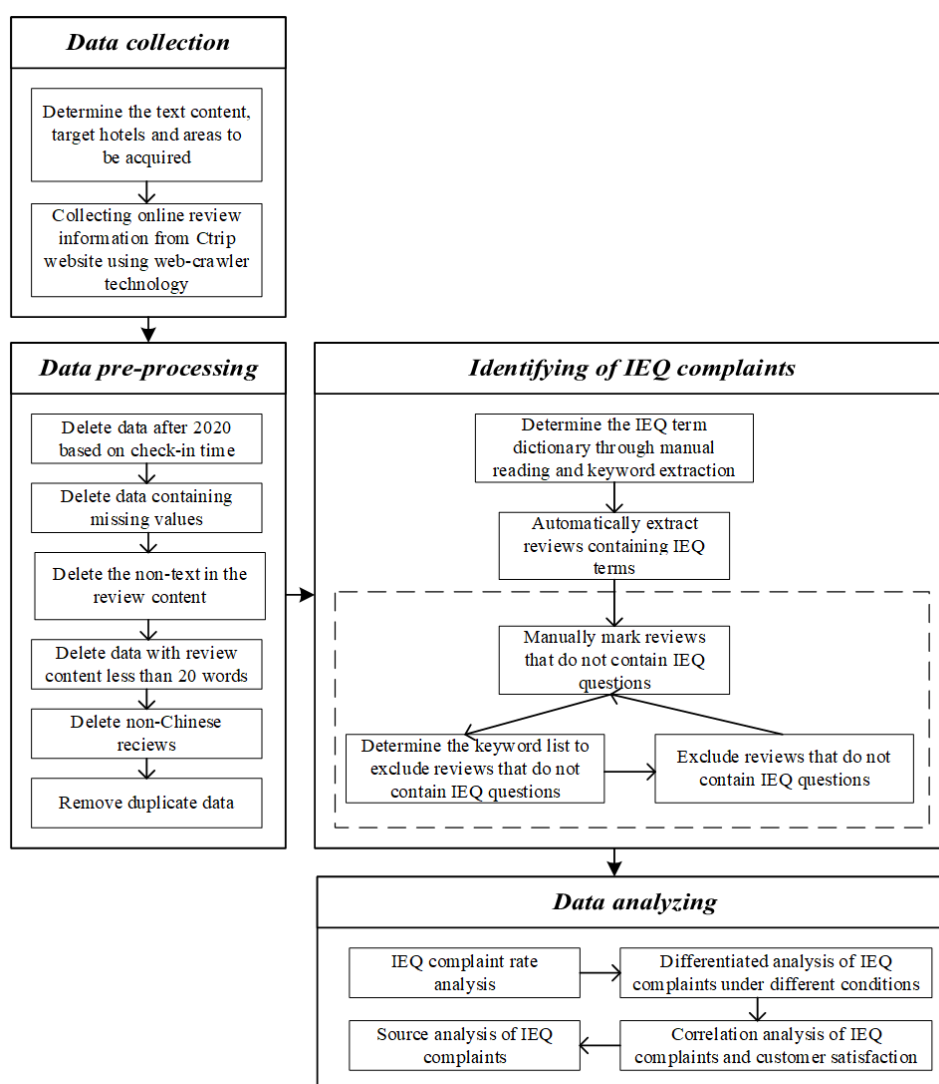 Data collection
Determine the text content,
target hotels and areas to
be acquired
Collecting online review
information from Ctrip
website using web-crawler
technology
Data pre-processing
Delete data after 2020
based on check-in time
Delete data containing
missing values
Delete the non-text in the
review content
Delete data with review
content less than 20 words
Delete non-Chinese
reciews
Remove duplicate data
Identifying of IEQ complaints
Determine the IEQ term
dictionary through manual
reading and keyword extraction
Automatically extract
reviews containing IEQ
terms
Manually mark reviews
that do not contain IEQ
questions
Determine the keyword list to
exclude reviews that do not
contain IEQ questions
Exclude reviews that do not
contain IEQ questions
Data analyzing
IEQ complaint rate
analysis
Differentiated analysis of IEQ
complaints under different conditions
Source analysis of IEQ
complaints
Correlation analysis of IEQ
complaints and customer satisfaction